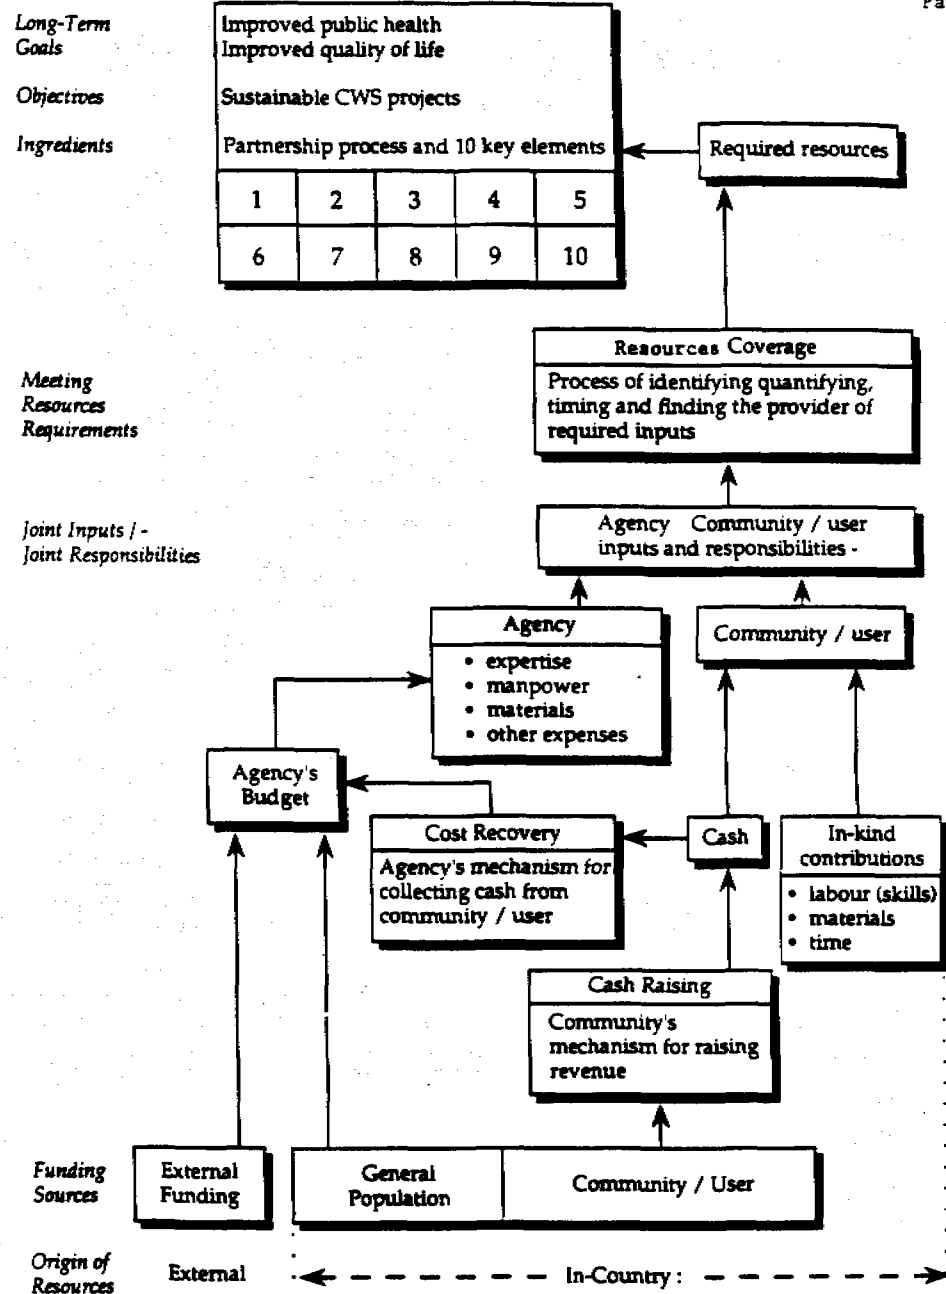 Pa
Long-Term
Goals
Improved public health
Improved quality of life
Objectives
Sustainable CWS projects
Ingredients
Partnership process and 10 key elements
Required resources
1 2 3 4 5
6 7 8 9 10
Meeting
Resources
Requirements
Resources Coverage
Process of identifying quantifying,
timing and finding the provider of
required inputs
Joint Inputs / -
Joint Responsibilities
Agency Community / user
inputs and responsibilities -
Agency
• expertise
• manpower
• materials
• other expenses
Community / user
Agency's
Budget
Cost Recovery
Agency's mechanism for
collecting cash from
community / user
Cash
In-kind
contributions
• labour (skills)
• materials
• time
Cash Raising
Community's
mechanism for raising
revenue
Funding
Sources
External
Funding
General
Population
Community / User
Origin of
Resources
External
In-Country :